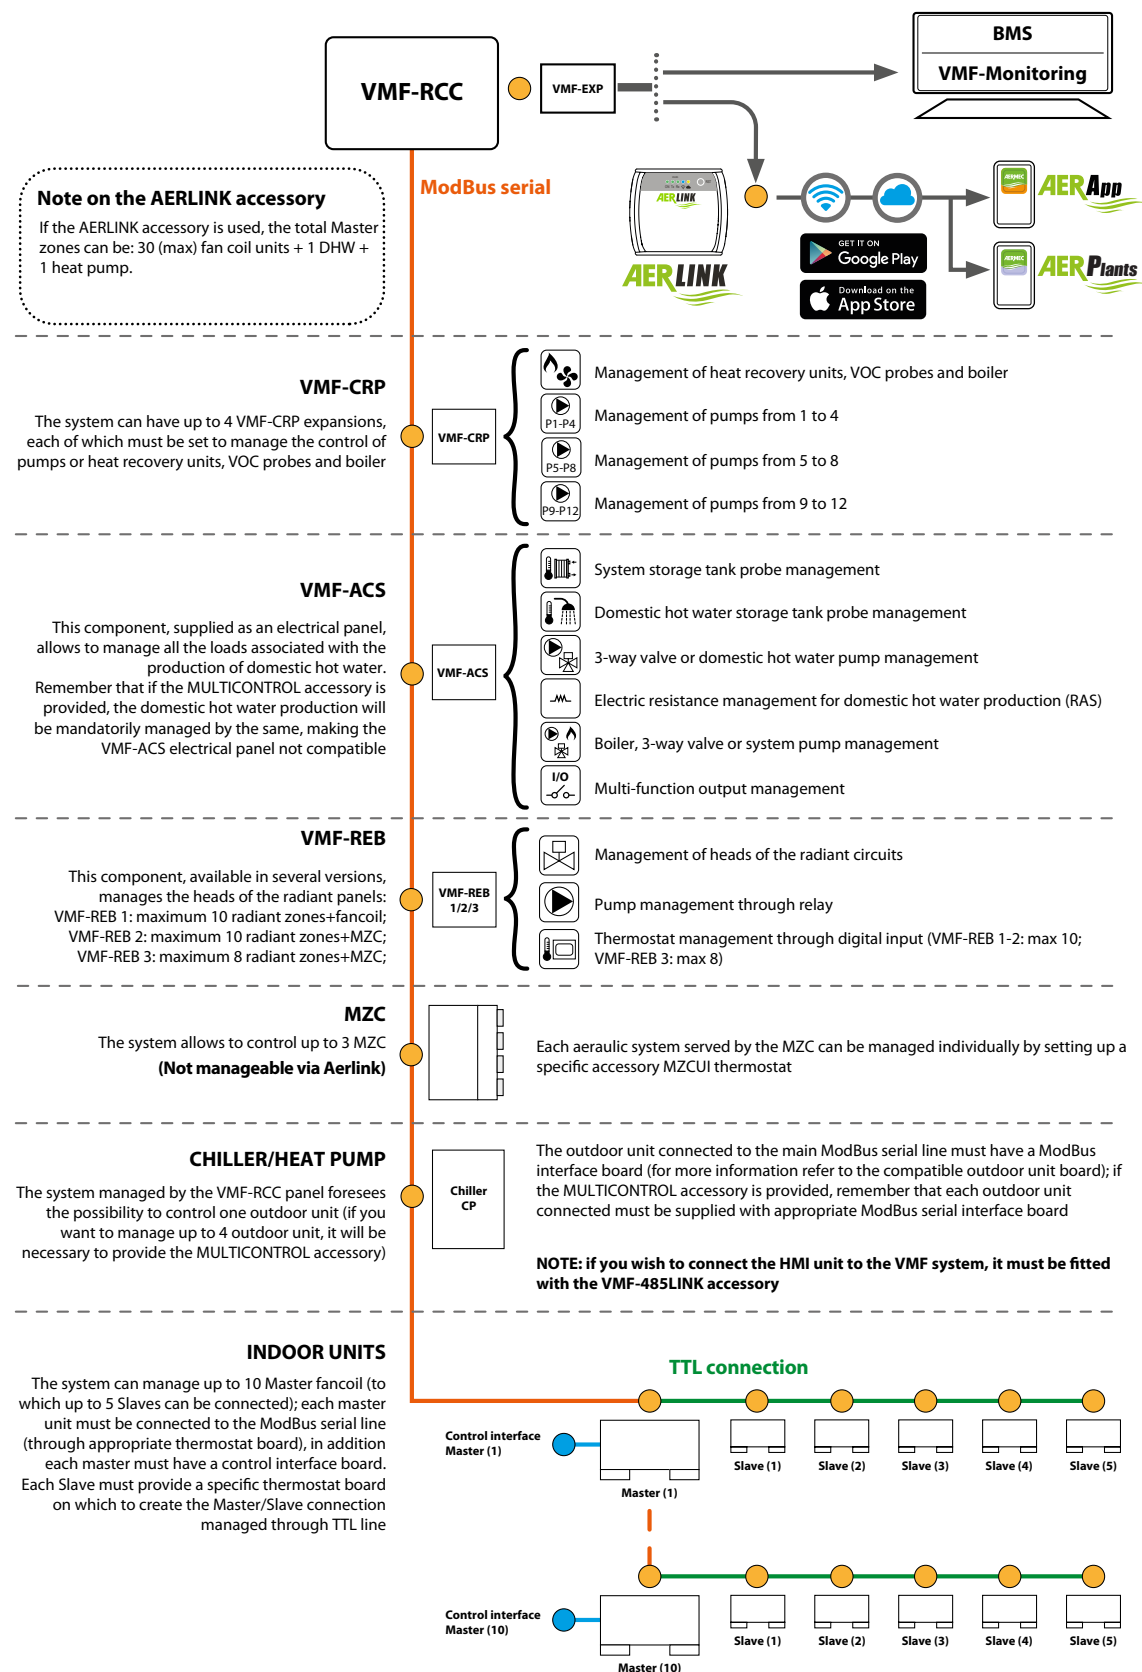 BMS
VMF-Monitoring
VMF-RCC
VMF-EXP
ModBus serial
Note on the AERLINK accessory
If the AERLINK accessory is used, the total Master
zones can be: 30 (max) fan coil units + 1 DHW +
1 heat pump.
AERLINK
AERLINK
GET IT ON
Google Play
Download on the
App Store
AERMEC
AERApp
AERMEC
AERPlants
VMF-CRP
The system can have up to 4 VMF-CRP expansions,
each of which must be set to manage the control of
pumps or heat recovery units, VOC probes and boiler
VMF-CRP
Management of heat recovery units, VOC probes and boiler
P1-P4
Management of pumps from 1 to 4
P5-P8
Management of pumps from 5 to 8
P9-P12
Management of pumps from 9 to 12
VMF-ACS
This component, supplied as an electrical panel,
allows to manage all the loads associated with the
production of domestic hot water.
Remember that if the MULTICONTROL accessory is
provided, the domestic hot water production will
be mandatorily managed by the same, making the
VMF-ACS electrical panel not compatible
VMF-ACS
System storage tank probe management
Domestic hot water storage tank probe management
3-way valve or domestic hot water pump management
Electric resistance management for domestic hot water production (RAS)
Boiler, 3-way valve or system pump management
I/O
Multi-function output management
VMF-REB
This component, available in several versions,
manages the heads of the radiant panels:
VMF-REB 1: maximum 10 radiant zones+fancoil;
VMF-REB 2: maximum 10 radiant zones+MZC;
VMF-REB 3: maximum 8 radiant zones+MZC;
VMF-REB
1/2/3
Management of heads of the radiant circuits
Pump management through relay
Thermostat management through digital input (VMF-REB 1-2: max 10;
VMF-REB 3: max 8)
MZC
The system allows to control up to 3 MZC
(Not manageable via Aerlink)
Each aeraulic system served by the MZC can be managed individually by setting up a
specific accessory MZCUI thermostat
CHILLER/HEAT PUMP
The system managed by the VMF-RCC panel foresees
the possibility to control one outdoor unit (if you
want to manage up to 4 outdoor unit, it will be
necessary to provide the MULTICONTROL accessory)
Chiller
CP
The outdoor unit connected to the main ModBus serial line must have a ModBus
interface board (for more information refer to the compatible outdoor unit board); if
the MULTICONTROL accessory is provided, remember that each outdoor unit
connected must be supplied with appropriate ModBus serial interface board
NOTE: if you wish to connect the HMI unit to the VMF system, it must be fitted
with the VMF-485LINK accessory
INDOOR UNITS
The system can manage up to 10 Master fancoil (to
which up to 5 Slaves can be connected); each master
unit must be connected to the ModBus serial line
(through appropriate thermostat board), in addition
each master must have a control interface board.
Each Slave must provide a specific thermostat board
on which to create the Master/Slave connection
managed through TTL line
TTL connection
Control interface
Master (1)
Master (1)
Slave (1)
Slave (2)
Slave (3)
Slave (4)
Slave (5)
Control interface
Master (10)
Master (10)
Slave (1)
Slave (2)
Slave (3)
Slave (4)
Slave (5)